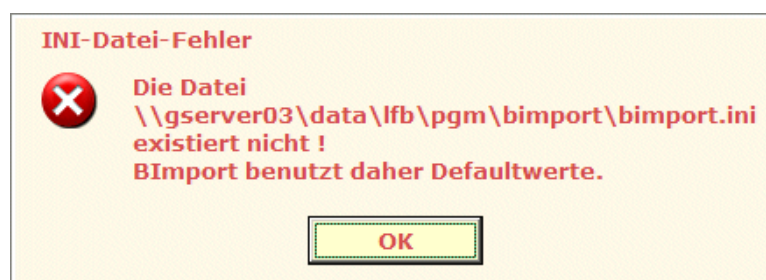 INI-Datei-Fehler
Die Datei
\\gserver03\data\lfb\pgm\bimport\bimport.ini
existiert nicht !
BImport benutzt daher Defaultwerte.
OK